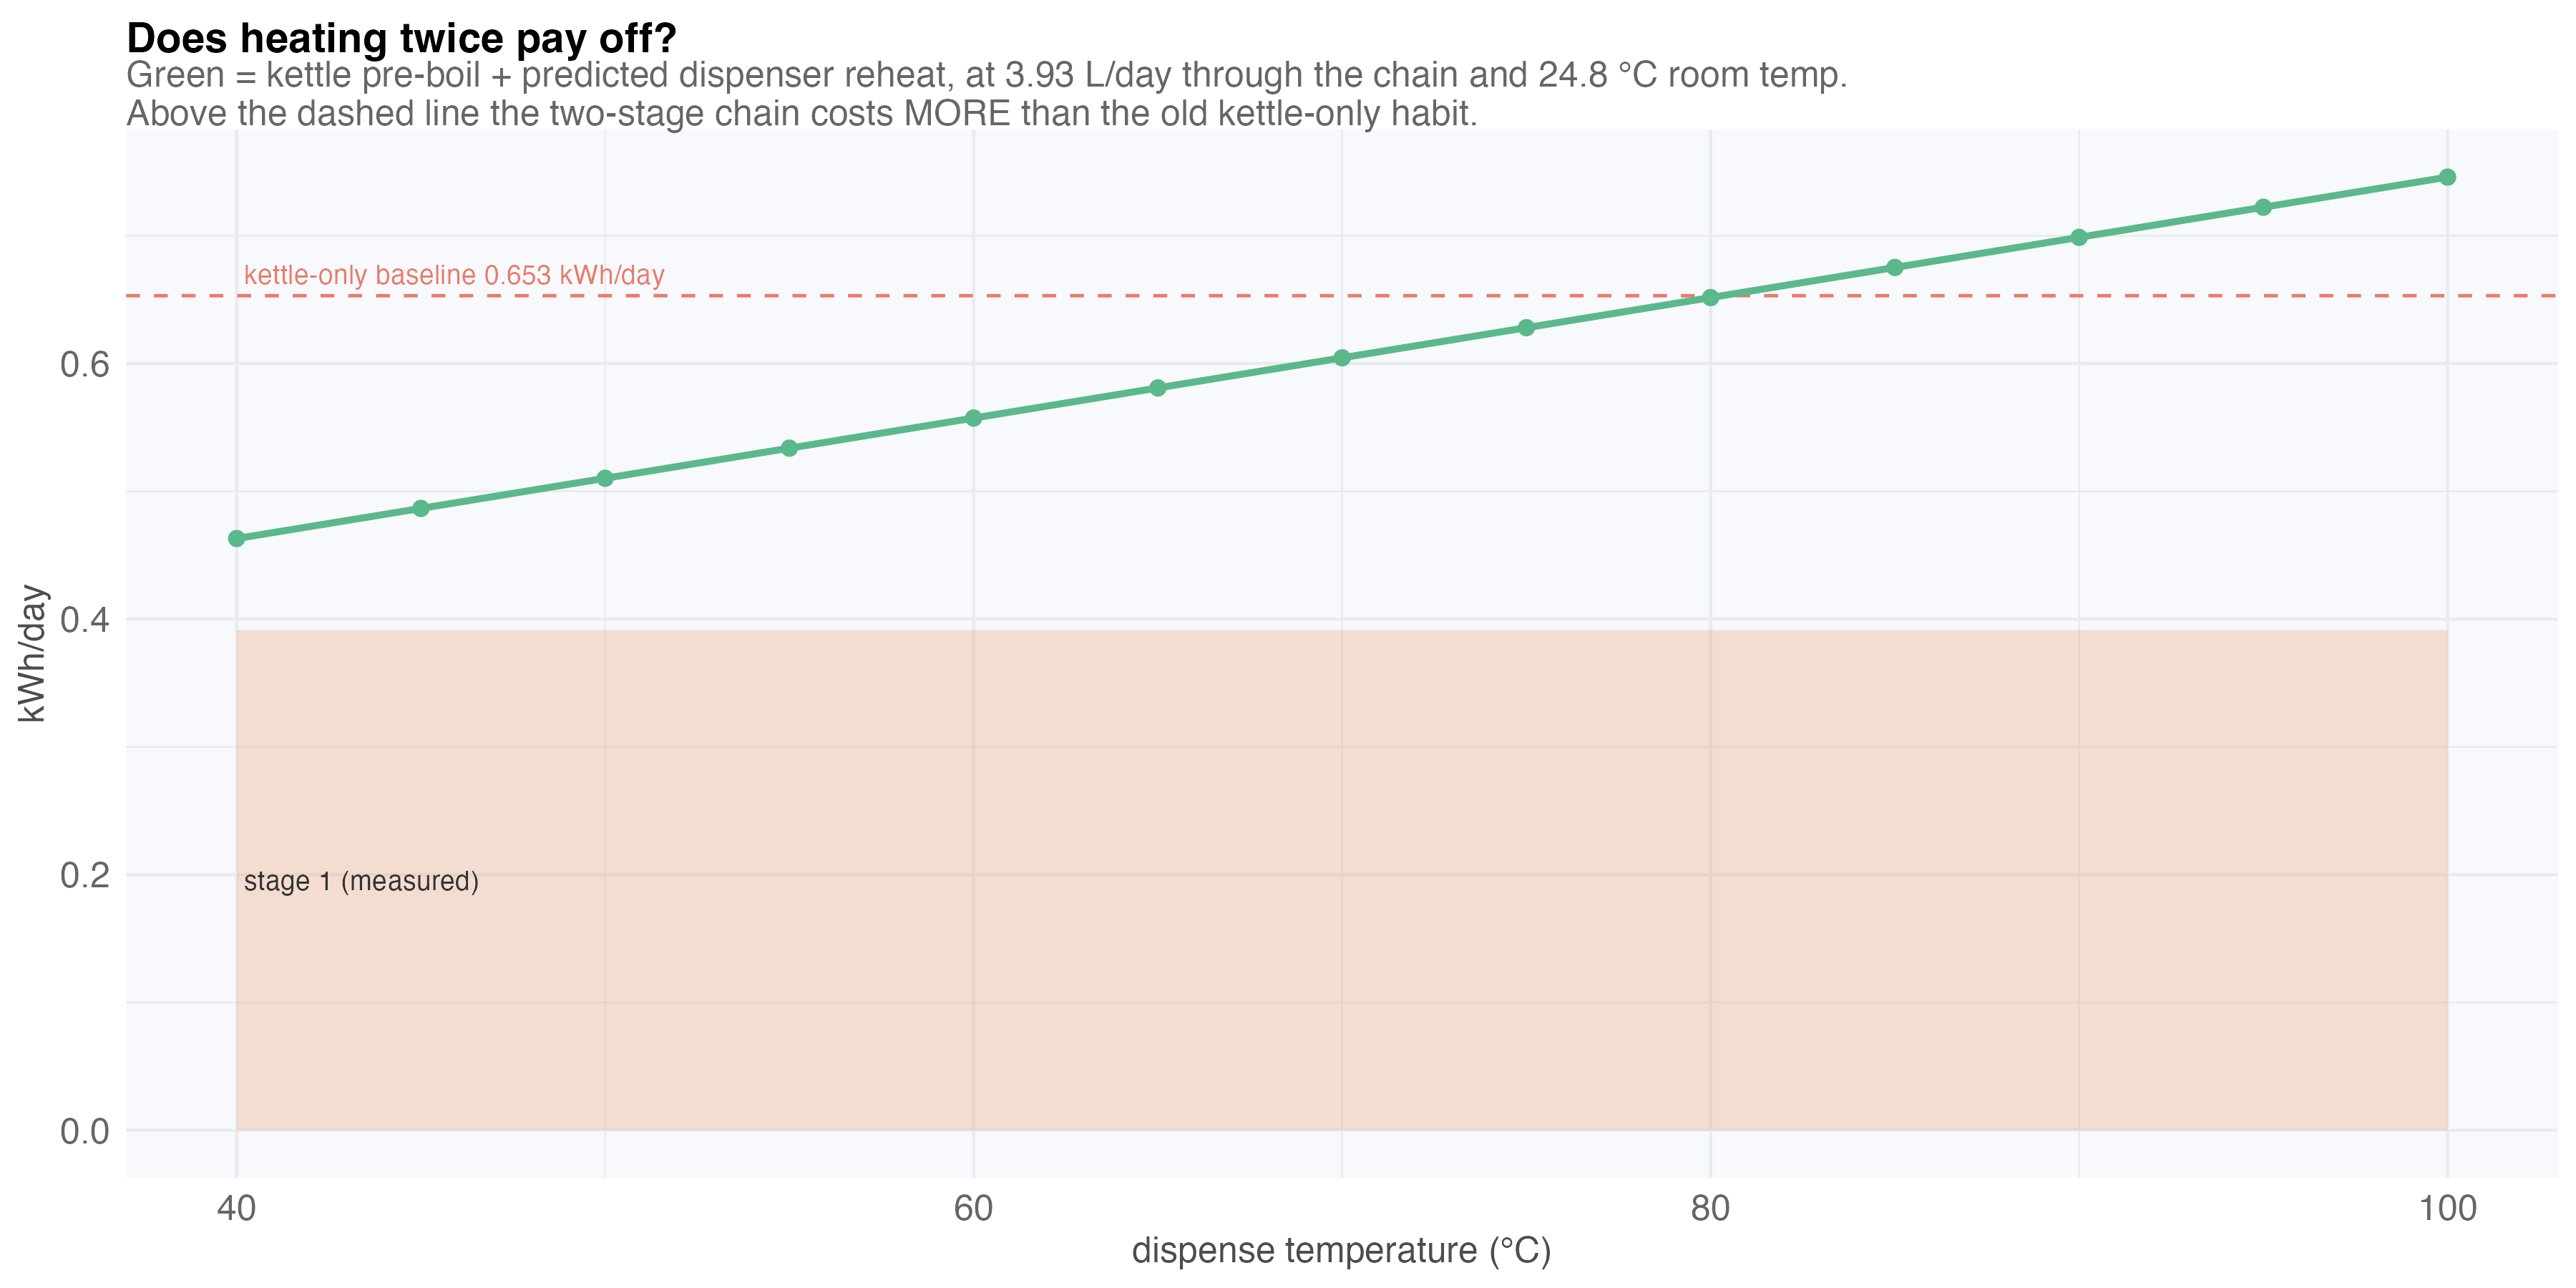 Does heating twice pay off?
Green = kettle pre-boil + predicted dispenser reheat, at 3.93 L/day through the chain and 24.8 °C room temp.
Above the dashed line the two-stage chain costs MORE than the old kettle-only habit.
kettle-only baseline 0.653 kWh/day
0.6
0.4
kWh/day
stage 1 (measured)
0.2
0.0
40 60 80 100
dispense temperature (°C)